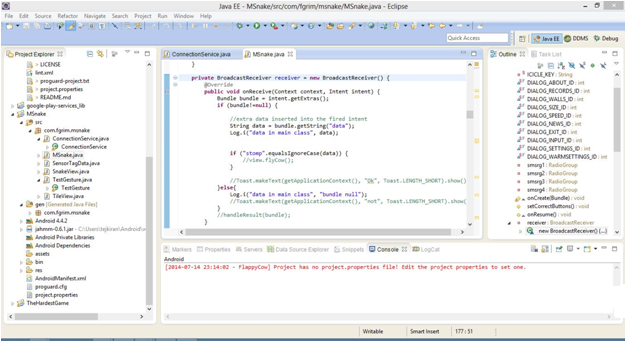 Java EE - MSnake/src/com/fgrim/msnake/MSnake.java - Eclipse
File Edit Source Refactor Navigate Search Project Run Window Help
Quick Access
Java EE DDMS Debug
Project Explorer
LICENSE
lint.xml
proguard-project.txt
project.properties
README.md
google-play-services_lib
MSnake
src
com.fgrim.msnake
ConnectionService.java
ConnectionService
MSnake.java
SensorTagData.java
SnakeView.java
TestGesture.java
TestGesture
TileView.java
gen [Generated Java Files]
com.fgrim.msnake
Android 4.4.2
jahmm-0.6.1.jar - C:\Users\tejkiran\Android\w
Android Private Libraries
Android Dependencies
assets
bin
res
AndroidManifest.xml
proguard.cfg
project.properties
TheHardestGame
ConnectionService.java MSnake.java
}
private BroadcastReceiver receiver = new BroadcastReceiver() {
@Override
public void onReceive(Context context, Intent intent) {
Bundle bundle = intent.getExtras();
if (bundle!=null) {
//extra data inserted into the fired intent
String data = bundle.getString("data");
Log.i("data in main class", data);
if ("stomp".equalsIgnoreCase(data)) {
//view.flyCow();
}
//Toast.makeText(getApplicationContext(), "Ok", Toast.LENGTH_SHORT).show()
}else{
Log.i("data in main class", "bundle null");
//Toast.makeText(getApplicationContext(), "not", Toast.LENGTH_SHORT).show(
}
//handleResult(bundle);
}
Outline Task List
ICICLE_KEY : String
DIALOG_ABOUT_ID : int
DIALOG_RECORDS_ID : int
DIALOG_WALLS_ID : int
DIALOG_SIZE_ID : int
DIALOG_SPEED_ID : int
DIALOG_NEWS_ID : int
DIALOG_EXIT_ID : int
DIALOG_INPUT_ID : int
DIALOG_SETTINGS_ID : int
DIALOG_WARMSETTINGS_ID : int
smsrg1 : RadioGroup
smsrg2 : RadioGroup
smsrg3 : RadioGroup
smsrg4 : RadioGroup
onCreate(Bundle) : void
setCorrectButtons() : void
onResume() : void
receiver : BroadcastReceiver
new BroadcastReceiver() {...}
Markers Properties Servers Data Source Explorer Snippets Console LogCat
Android
[2014-07-14 23:14:02 - FlappyCow] Project has no project.properties file! Edit the project properties to set one.
Writable Smart Insert 177 : 51